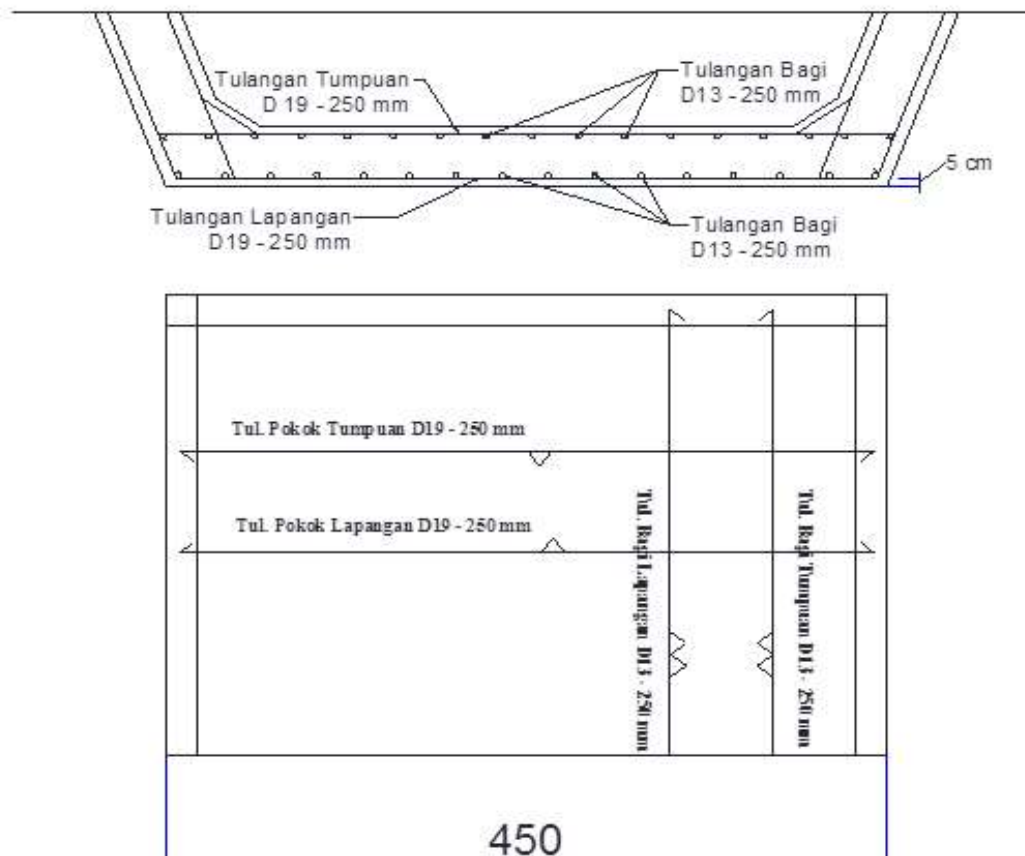 Tulangan Tumpuan
D 19 - 250 mm
Tulangan Bagi
D13 - 250 mm
5 cm
Tulangan Lapangan
D19 - 250 mm
Tulangan Bagi
D13 - 250 mm
Tul. Pokok Tumpuan D19 - 250 mm
Tul. Pokok Lapangan D19 - 250 mm
Tul. Bagi Lapangan D13 - 250 mm
Tul. Bagi Tumpuan D13 - 250 mm
450